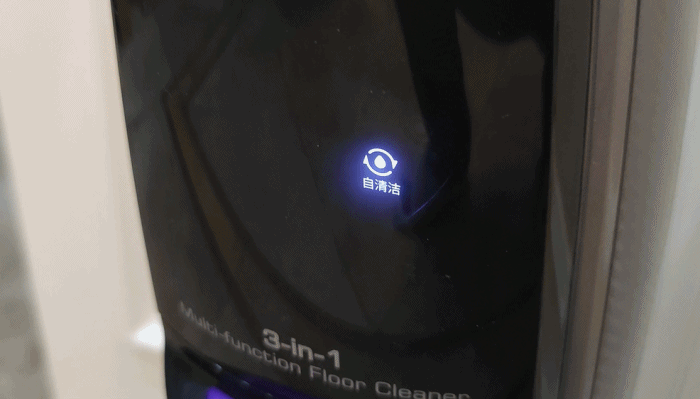 自清洁
3-in-1
Multi-function Floor Cleaner